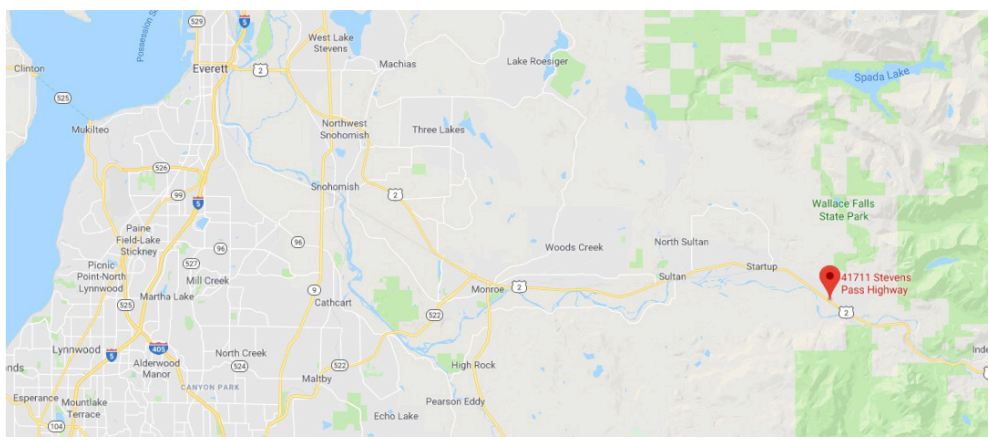 529
5
Possession S
West Lake
Stevens
Clinton
Everett
2
Machias
Lake Roesiger
Spada Lake
525
Mukilteo
Northwest
Snohomish
Three Lakes
526
99
5
Snohomish
2
Wallace Falls
State Park
Paine
Field-Lake
Stickney
96
96
Woods Creek
North Sultan
527
Picnic
Point-North
Lynnwood
Mill Creek
Martha Lake
9
Cathcart
Monroe
2
Sultan
Startup
41711 Stevens
Pass Highway
525
522
2
Lynnwood
5
405
Alderwood
Manor
North Creek
524
522
High Rock
Inde
nds
CANYON PARK
Maltby
Esperance
Mountlake
Terrace
Pearson Eddy
Echo Lake
104